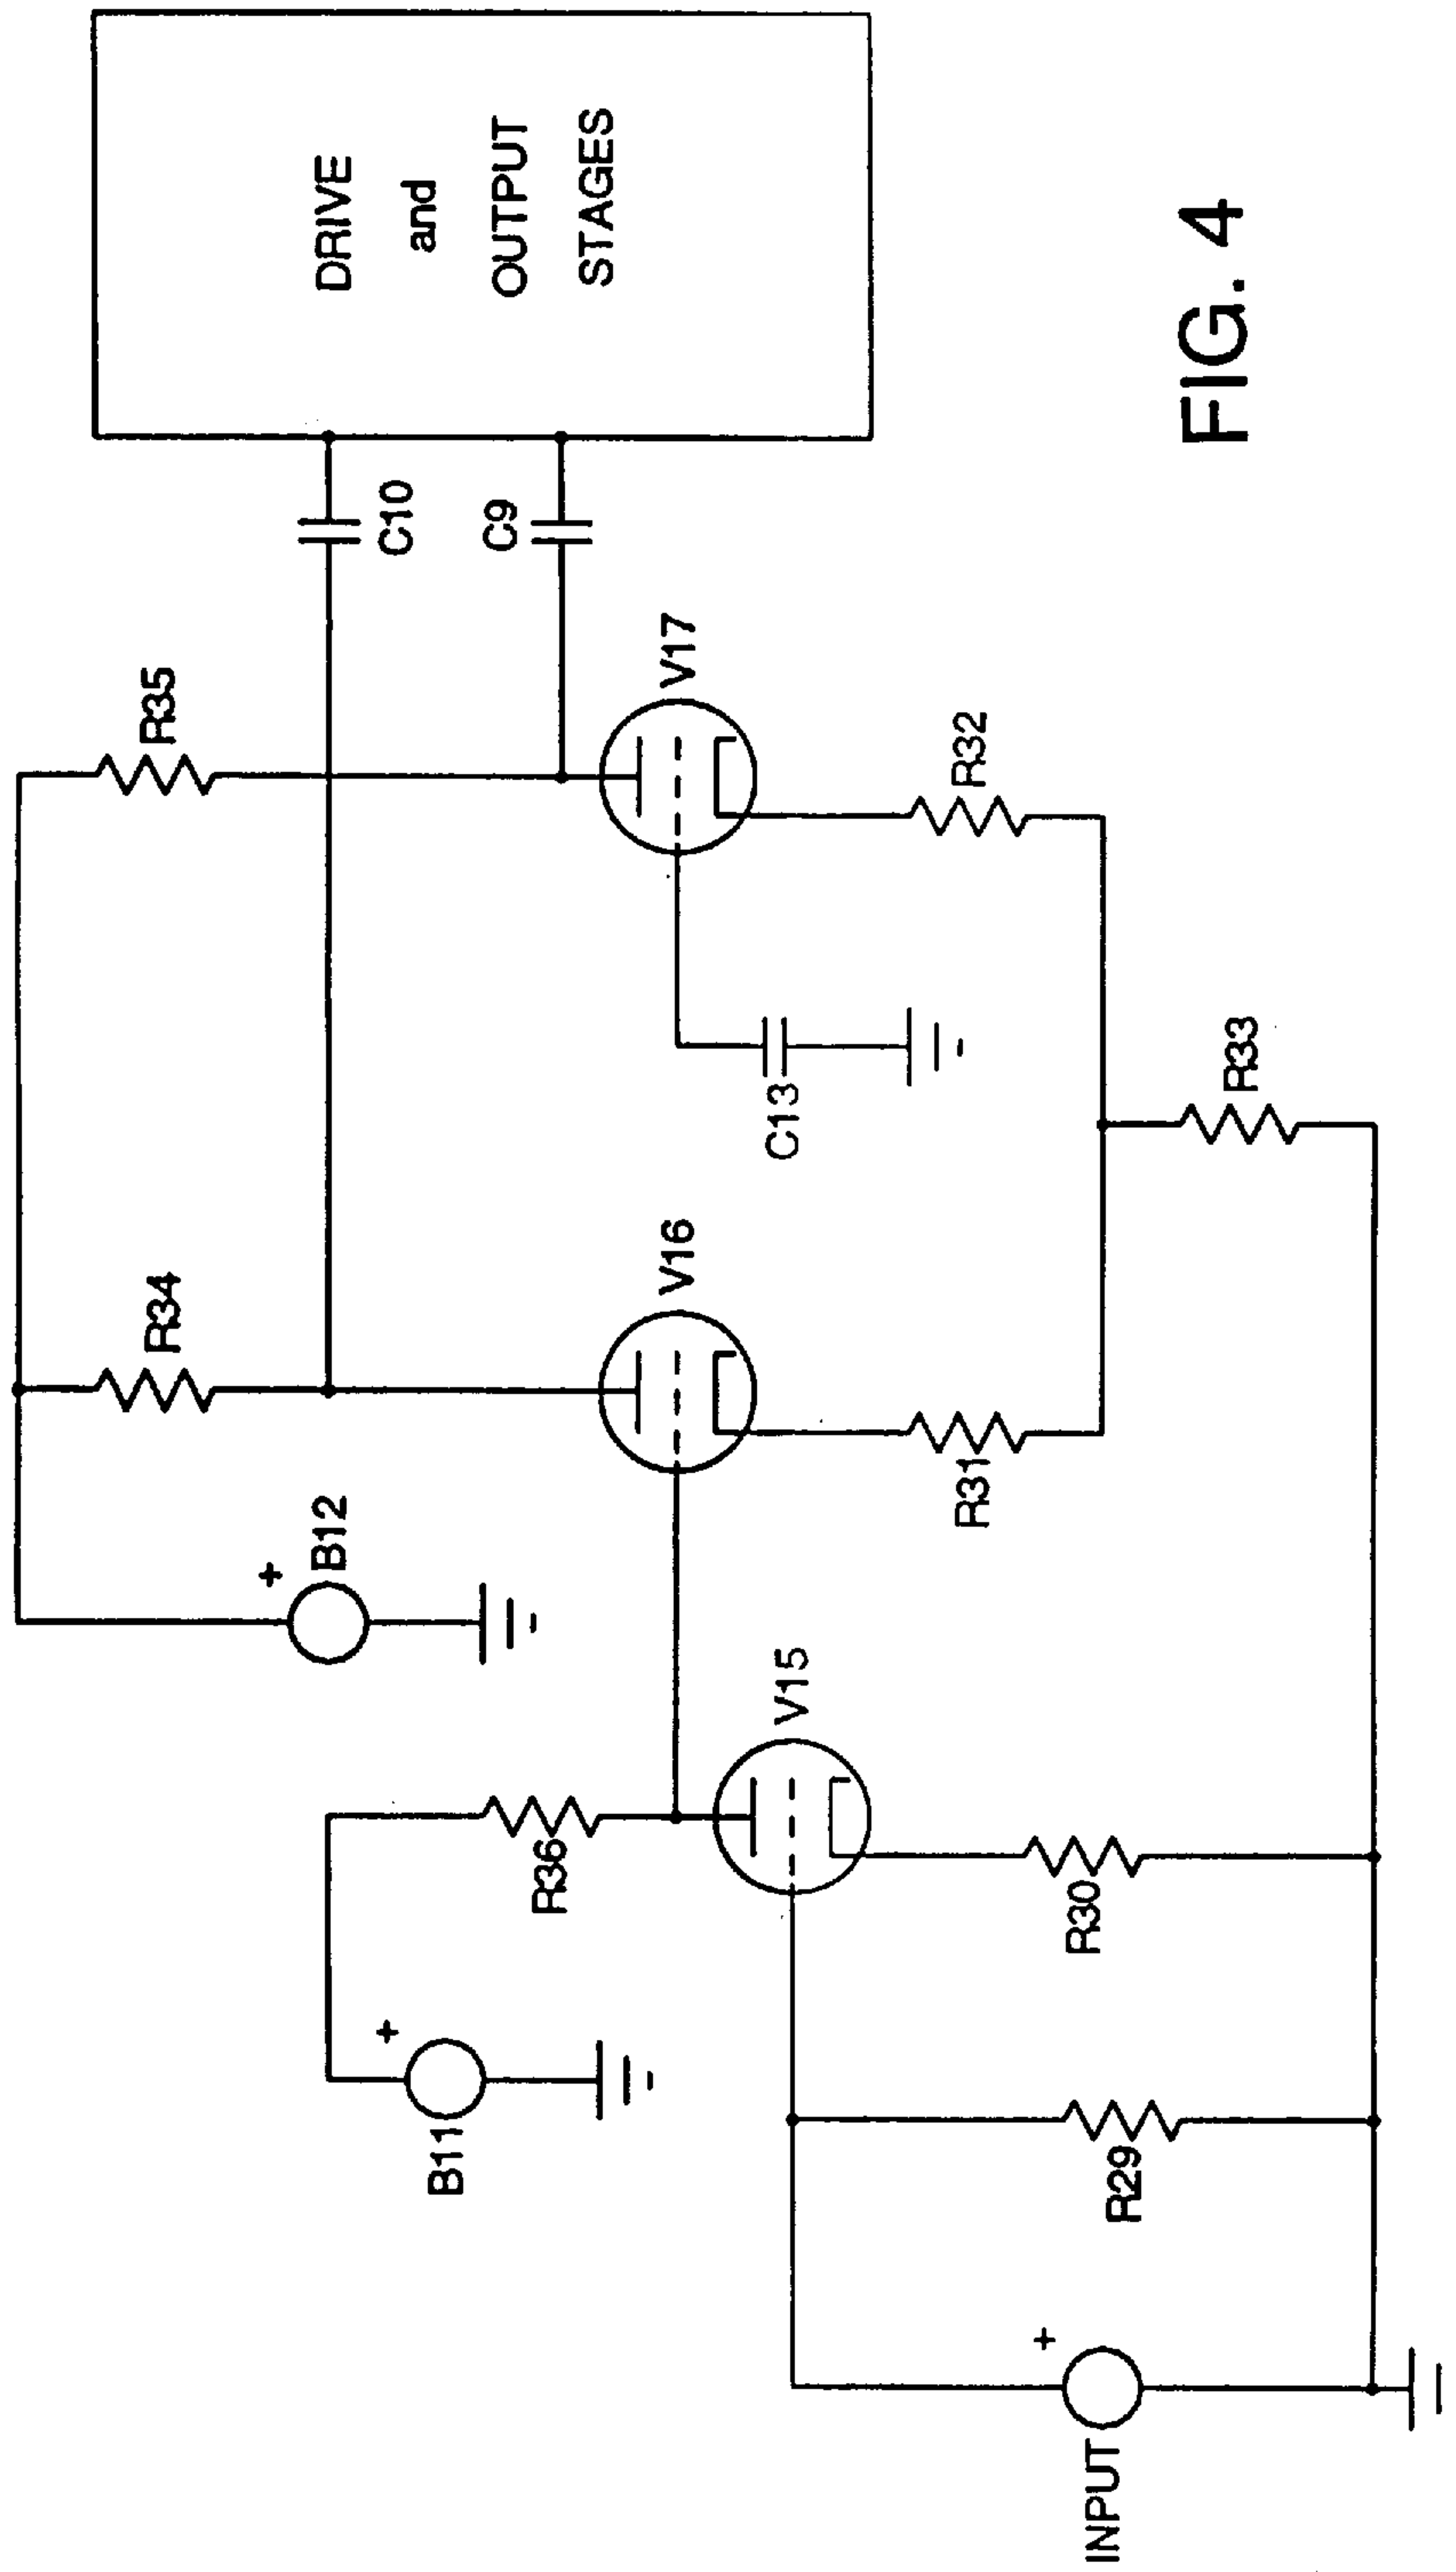 B12
R34
R35
C10
C9
DRIVE
and
OUTPUT
STAGES
B11
R36
V15
V16
V17
C13
INPUT
R29
R30
R31
R32
R33
+
+
+
FIG. 4